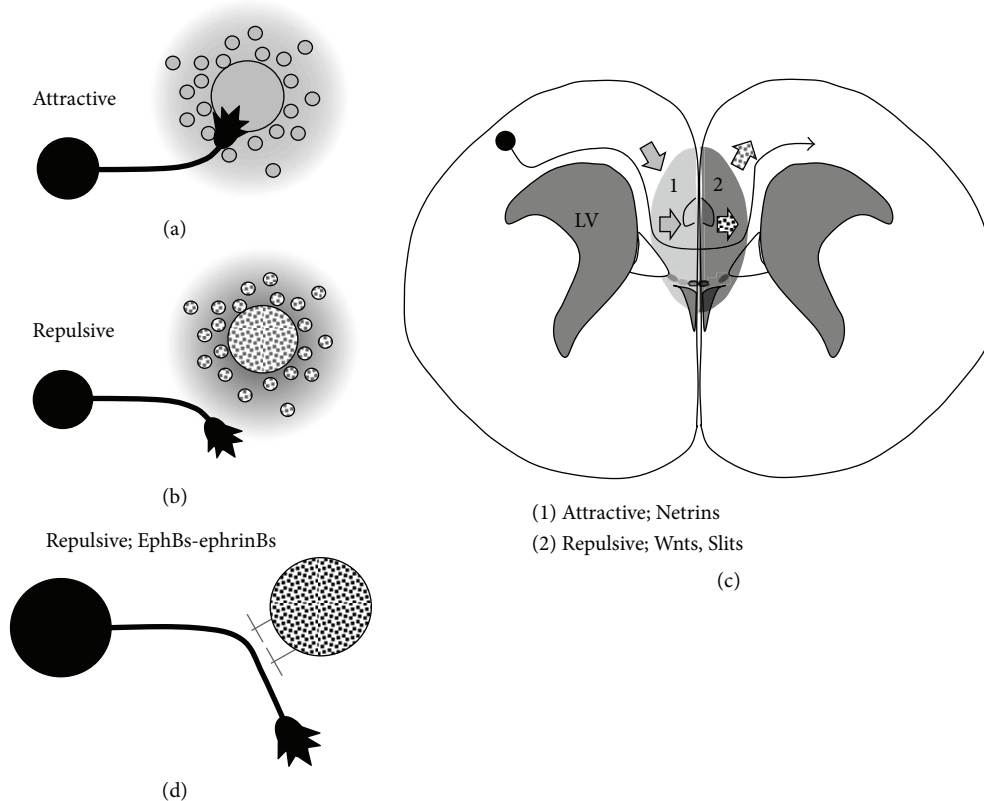 Attractive
(a)
Repulsive
(b)
Repulsive; EphBs-ephrinBs
(d)
1 2
LV
(1) Attractive; Netrins
(2) Repulsive; Wnts, Slits
(c)